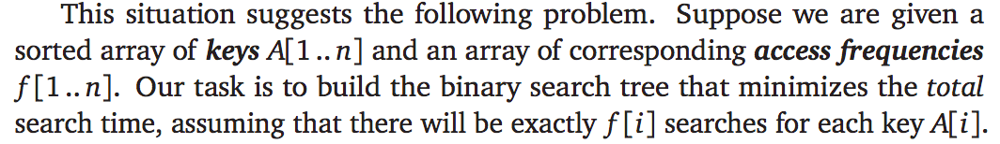 This situation suggests the following problem. Suppose we are given a
sorted array of keys A[1 .. n] and an array of corresponding access frequencies
f[1 .. n]. Our task is to build the binary search tree that minimizes the total
search time, assuming that there will be exactly f[i] searches for each key A[i].